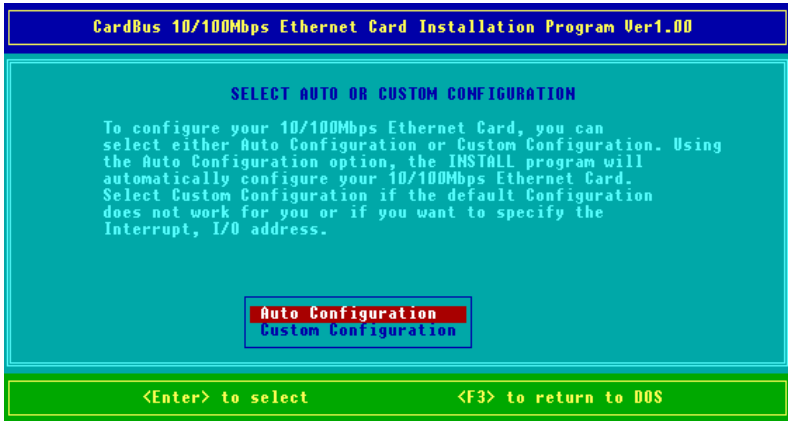 CardBus 10/100Mbps Ethernet Card Installation Program Ver1.00
SELECT AUTO OR CUSTOM CONFIGURATION
To configure your 10/100Mbps Ethernet Card, you can
select either Auto Configuration or Custom Configuration. Using
the Auto Configuration option, the INSTALL program will
automatically configure your 10/100Mbps Ethernet Card.
Select Custom Configuration if the default Configuration
does not work for you or if you want to specify the
Interrupt, I/O address.
Auto Configuration
Custom Configuration
<Enter> to select <F3> to return to DOS